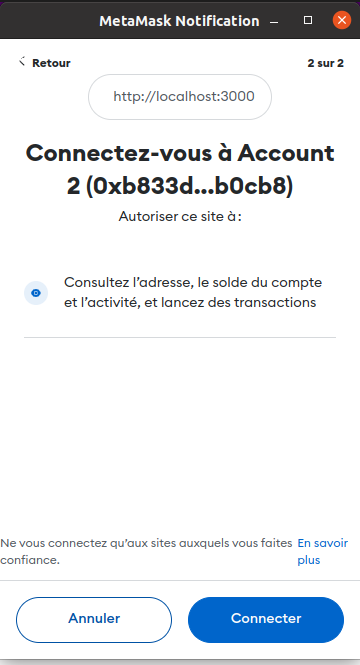 MetaMask Notification
Retour
2 sur 2
http://localhost:3000
Connectez-vous à Account
2 (0xb833d...b0cb8)
Autoriser ce site à :
Consultez l’adresse, le solde du compte
et l’activité, et lancez des transactions
Ne vous connectez qu’aux sites auxquels vous faites
confiance.
En savoir
plus
Annuler
Connecter